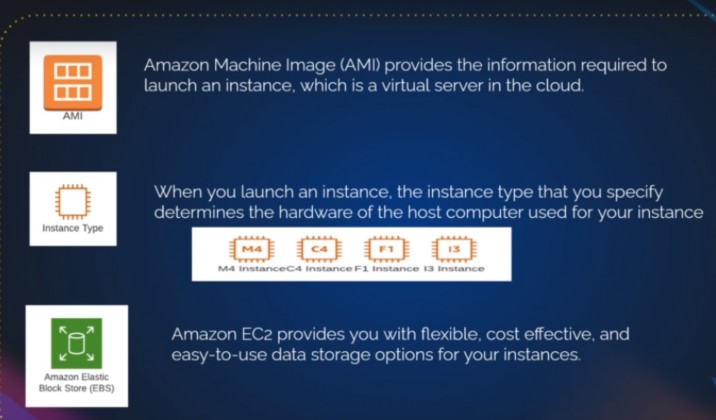 Amazon Machine Image (AMI) provides the information required to
launch an instance, which is a virtual server in the cloud.
AMI
When you launch an instance, the instance type that you specify
determines the hardware of the host computer used for your instance
Instance Type
M4 C4 F1 I3
M4 Instance C4 Instance F1 Instance I3 Instance
Amazon EC2 provides you with flexible, cost effective, and
easy-to-use data storage options for your instances.
Amazon Elastic
Block Store (EBS)